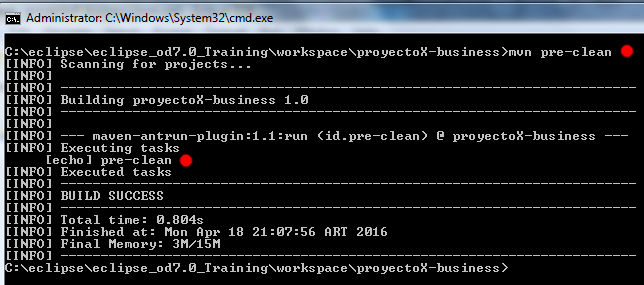 Administrator: C:\Windows\System32\cmd.exe
C:\eclipse\eclipse_od7.0_Training\workspace\proyectoX-business>mvn pre-clean
[INFO] Scanning for projects...
[INFO]
[INFO] ------------------------------------------------------------------------
[INFO] Building proyectoX-business 1.0
[INFO] ------------------------------------------------------------------------
[INFO]
[INFO] --- maven-antrun-plugin:1.1:run (id.pre-clean) @ proyectoX-business ---
[INFO] Executing tasks
[echo] pre-clean
[INFO] Executed tasks
[INFO] ------------------------------------------------------------------------
[INFO] BUILD SUCCESS
[INFO] ------------------------------------------------------------------------
[INFO] Total time: 0.804s
[INFO] Finished at: Mon Apr 18 21:07:56 ART 2016
[INFO] Final Memory: 3M/15M
[INFO] ------------------------------------------------------------------------
C:\eclipse\eclipse_od7.0_Training\workspace\proyectoX-business>